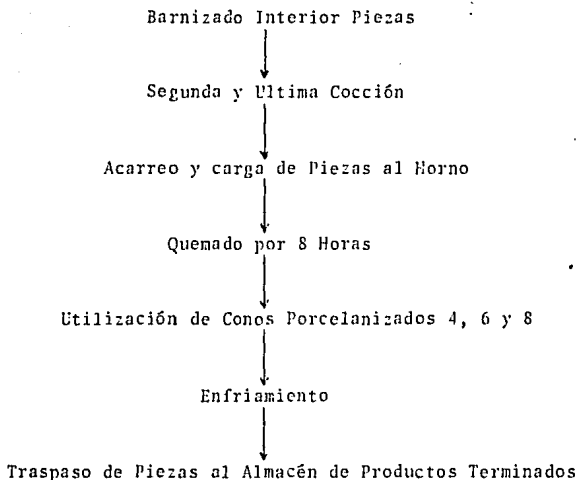 Barnizado Interior Piezas
Segunda y Ultima Cocción
Acarreo y carga de Piezas al Horno
Quemado por 8 Horas
Utilización de Conos Porcelanizados 4, 6 y 8
Enfriamiento
Traspaso de Piezas al Almacén de Productos Terminados